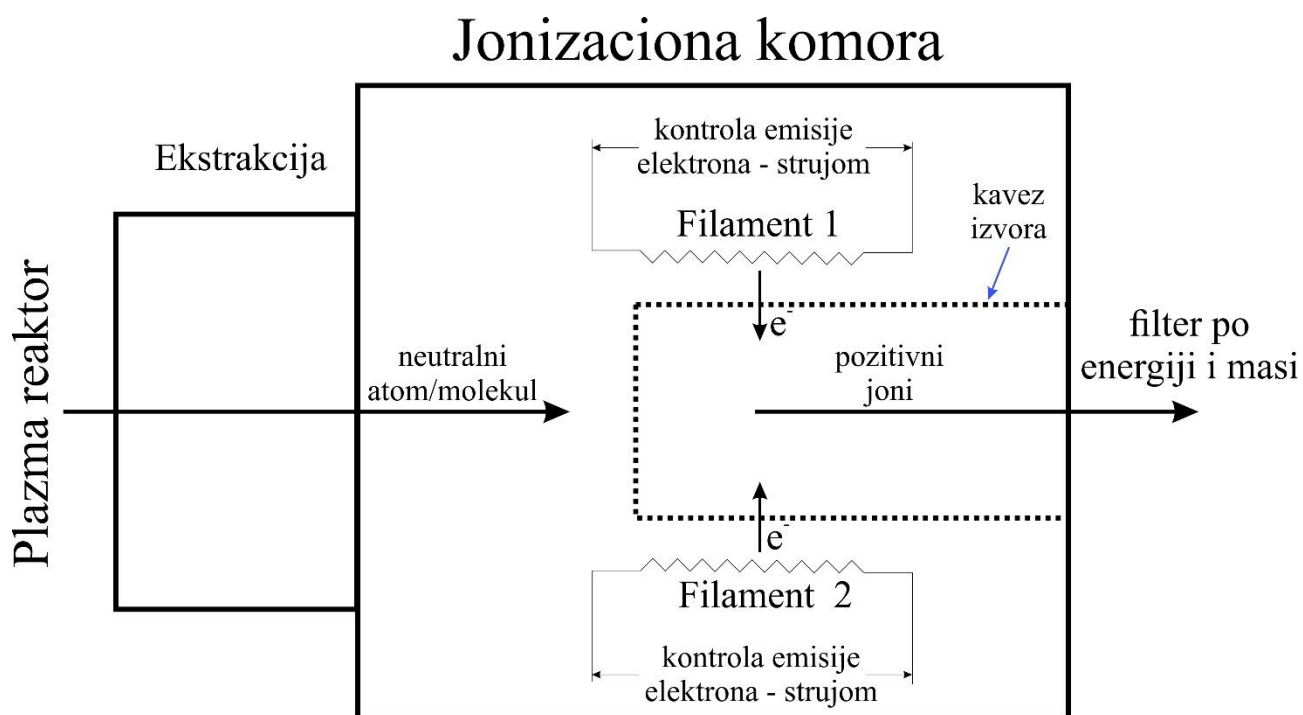 Jonizaciona komora
Ekstrakcija
Plazma reaktor
kontrola emisije
elektrona - strujom
Filament 1
kavez
izvora
e-
neutralni
atom/molekul
pozitivni
joni
filter po
energiji i masi
e-
Filament 2
kontrola emisije
elektrona - strujom